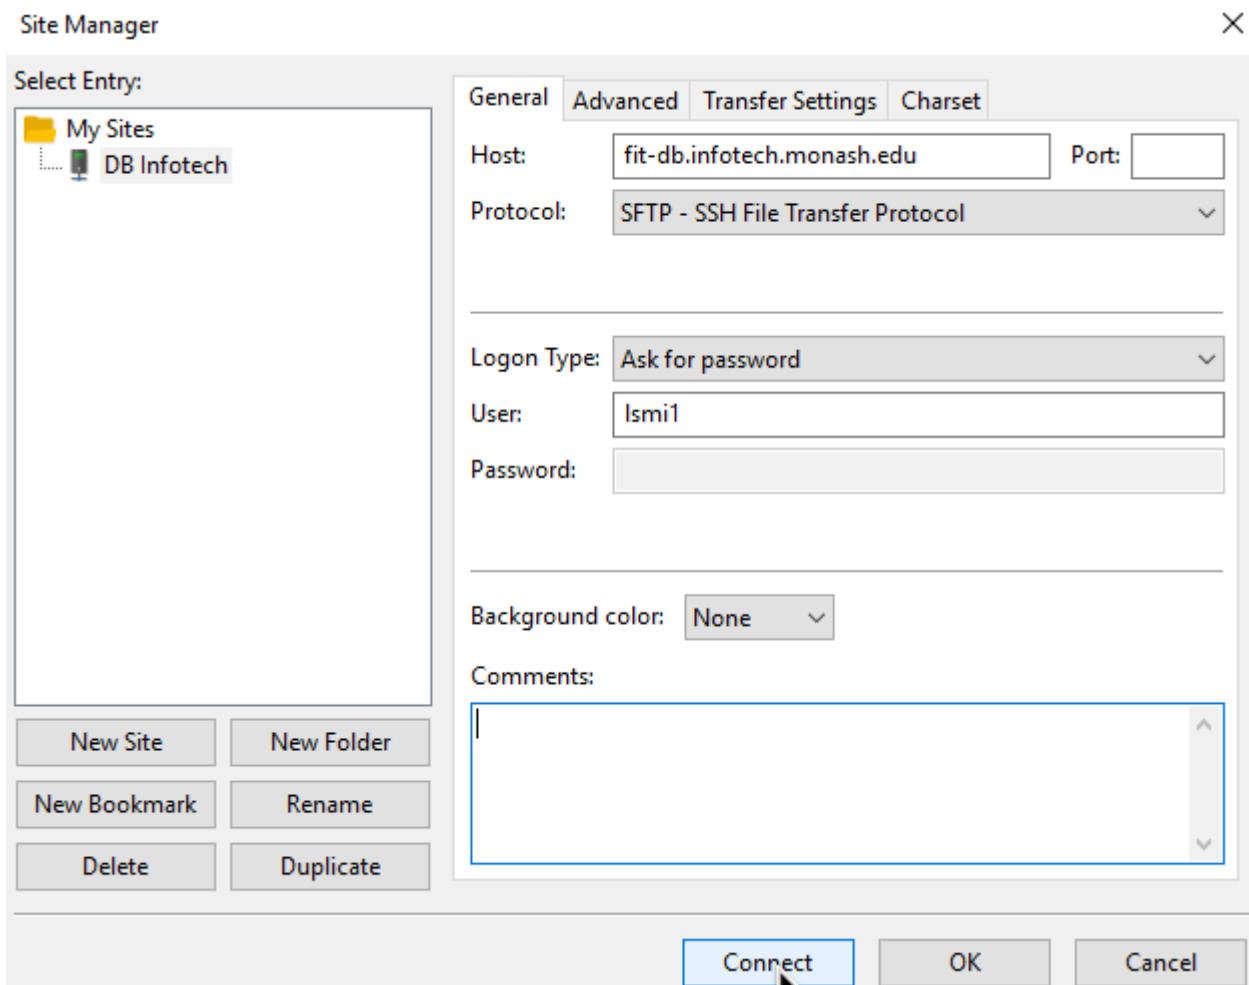 Site Manager
Select Entry:
My Sites
DB Infotech
New Site
New Folder
New Bookmark
Rename
Delete
Duplicate
General
Advanced
Transfer Settings
Charset
Host:
fit-db.infotech.monash.edu
Port:
Protocol:
SFTP - SSH File Transfer Protocol
Logon Type:
Ask for password
User:
lsmi1
Password:
Background color:
None
Comments:
Connect
OK
Cancel